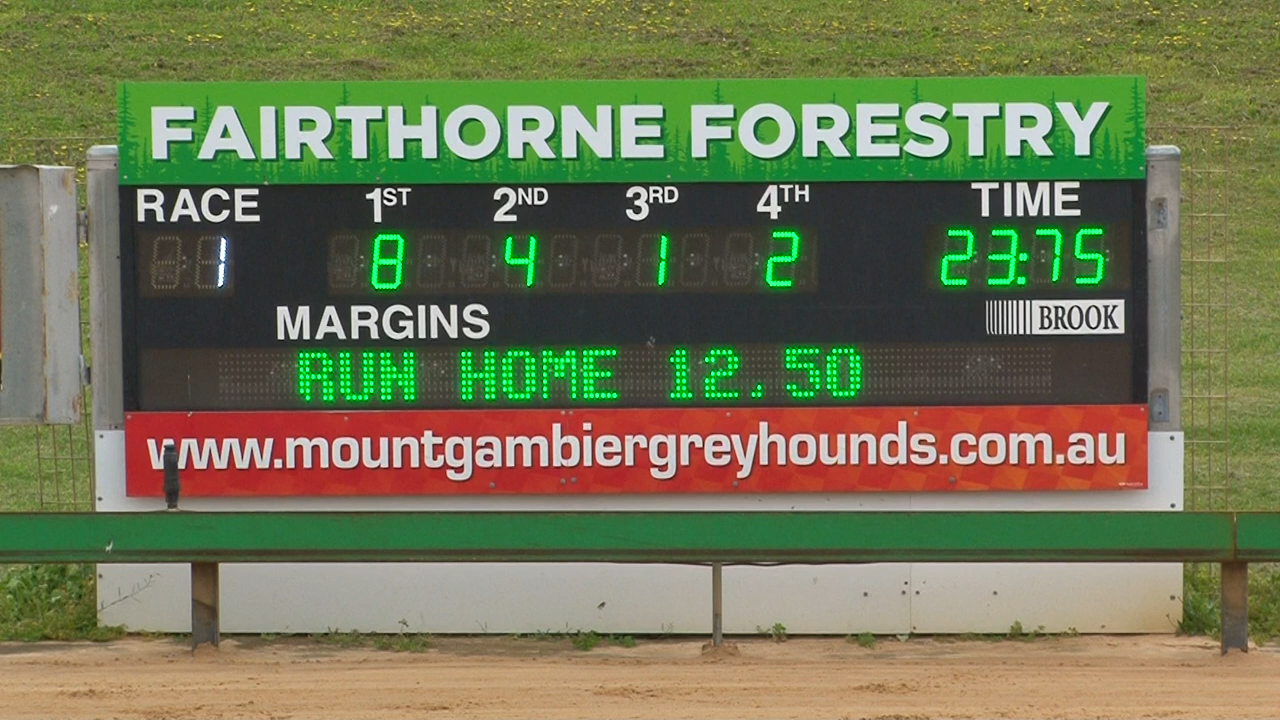 FAIRTHORNE FORESTRY
RACE 1ST 2ND 3RD 4TH TIME
1 8 4 1 2 23:75
MARGINS BROOK
RUN HOME 12.50
www.mountgambiergreyhounds.com.au